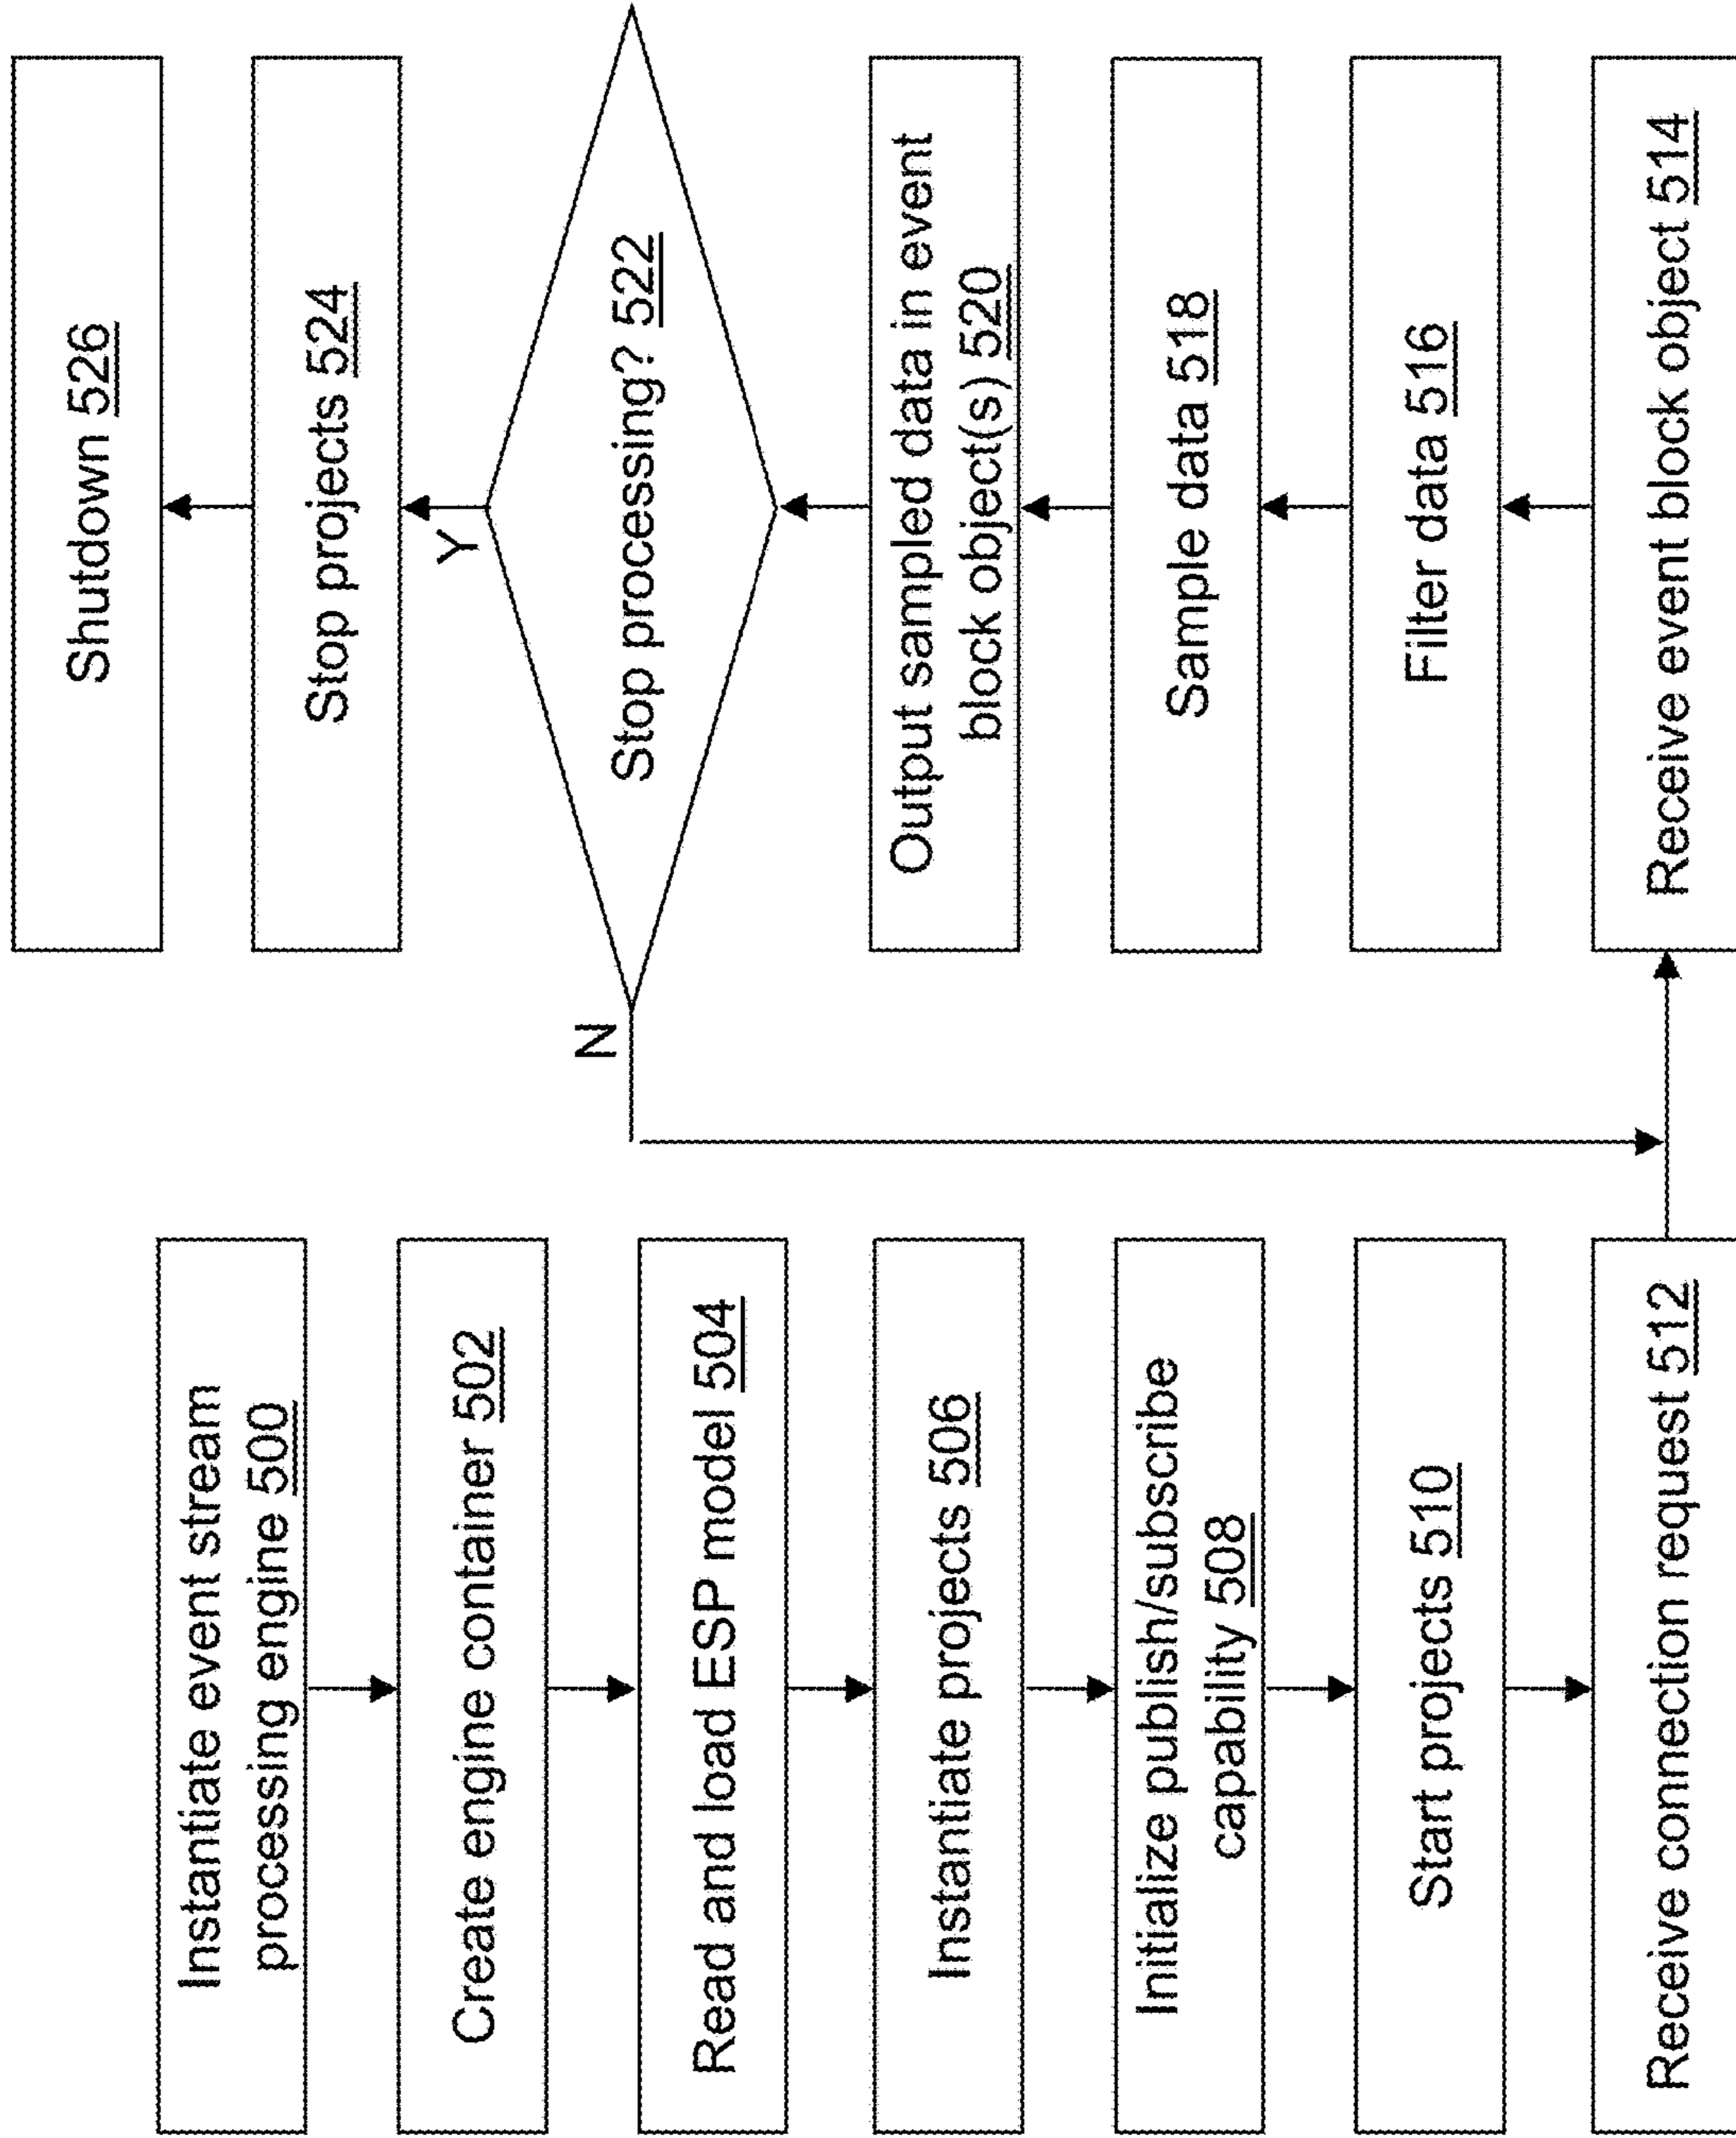 Instantiate event stream
processing engine 500
Create engine container 502
Read and load ESP model 504
Instantiate projects 506
Initialize publish/subscribe
capability 508
Start projects 510
Receive connection request 512
Receive event block object 514
Filter data 516
Sample data 518
Output sampled data in event
block object(s) 520
Stop processing? 522
N
Y
Stop projects 524
Shutdown 526